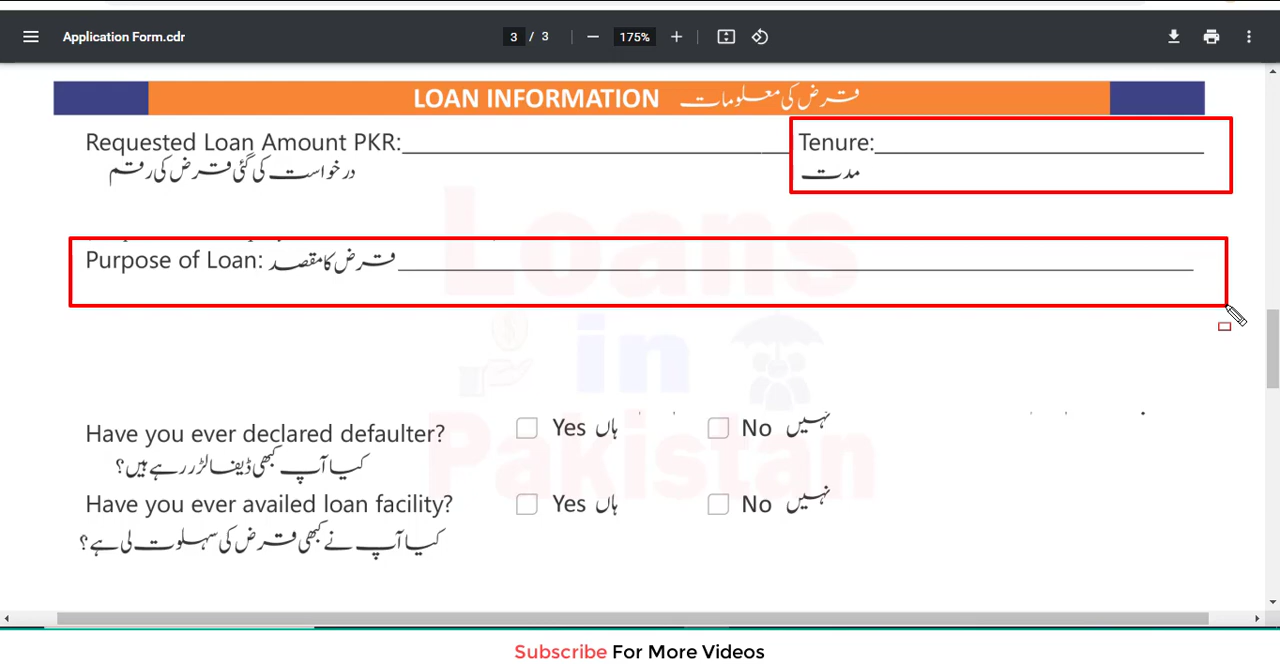 Application Form.cdr
3 / 3
175%
LOAN INFORMATION قرض کی معلومات
Requested Loan Amount PKR:
درخواست کی گئی قرض کی رقم
Tenure:
مدت
Purpose of Loan: قرض کا مقصد
Loans
in
Pakistan
Have you ever declared defaulter? Yes ہاں No نہیں
کیا آپ کبھی ڈیفالڑر رہے ہیں؟
Have you ever availed loan facility? Yes ہاں No نہیں
کیا آپ نے کبھی قرض کی سہلوت لی ہے؟
Subscribe For More Videos